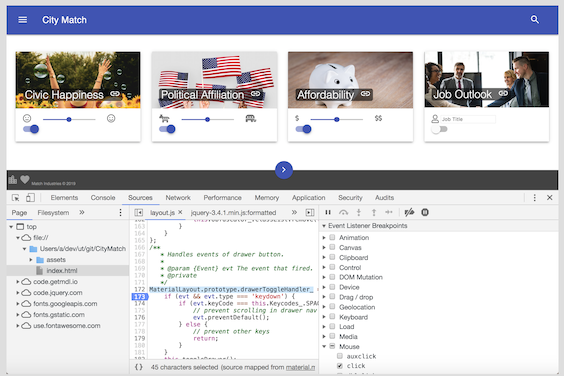 City Match
Civic Happiness
Political Affiliation
Affordability
Job Outlook
$ $$
Job Title
Match Industries © 2019
Elements Console Sources Network Performance Memory Application Security Audits
Page Filesystem »
layout.js × jquery-3.4.1.min.js:formatted »
top
file://
Users/a/dev/ut/git/CityMatch
assets
index.html
code.getmdl.io
code.jquery.com
fonts.googleapis.com
fonts.gstatic.com
use.fontawesome.com
165 }
166 }
167 };
168 /**
169 * Handles events of drawer button.
170 *
* @param {Event} evt The event that fired.
* @private
*/
172 MaterialLayout.prototype.drawerToggleHandler_
173 if (evt && evt.type === 'keydown') {
174 if (evt.keyCode === this.Keycodes_.SPAC
175 // prevent scrolling in drawer nav
176 evt.preventDefault();
177 } else {
178 // prevent other keys
179 return;
180 }
181 }
{} 45 characters selected (source mapped from material.m
Event Listener Breakpoints
Animation
Canvas
Clipboard
Control
DOM Mutation
Device
Drag / drop
Geolocation
Keyboard
Load
Media
Mouse
auxclick
click